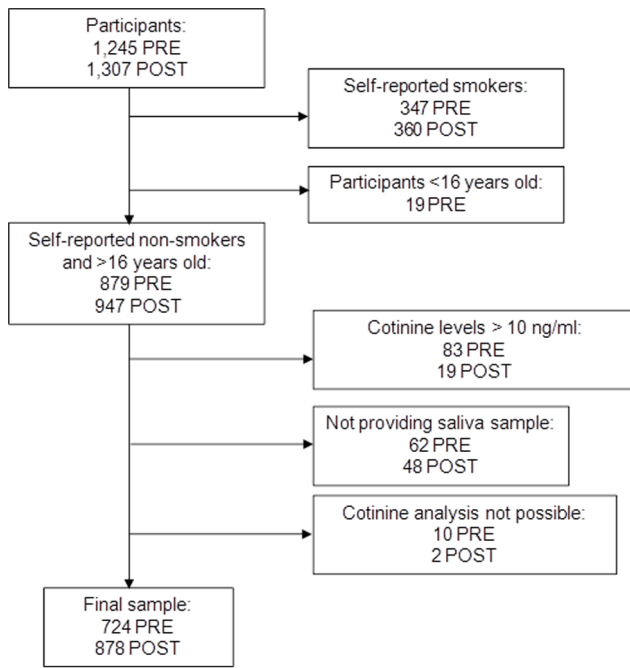 Participants:
1,245 PRE
1,307 POST
Self-reported smokers:
347 PRE
360 POST
Participants <16 years old:
19 PRE
Self-reported non-smokers
and >16 years old:
879 PRE
947 POST
Cotinine levels > 10 ng/ml:
83 PRE
19 POST
Not providing saliva sample:
62 PRE
48 POST
Cotinine analysis not possible:
10 PRE
2 POST
Final sample:
724 PRE
878 POST